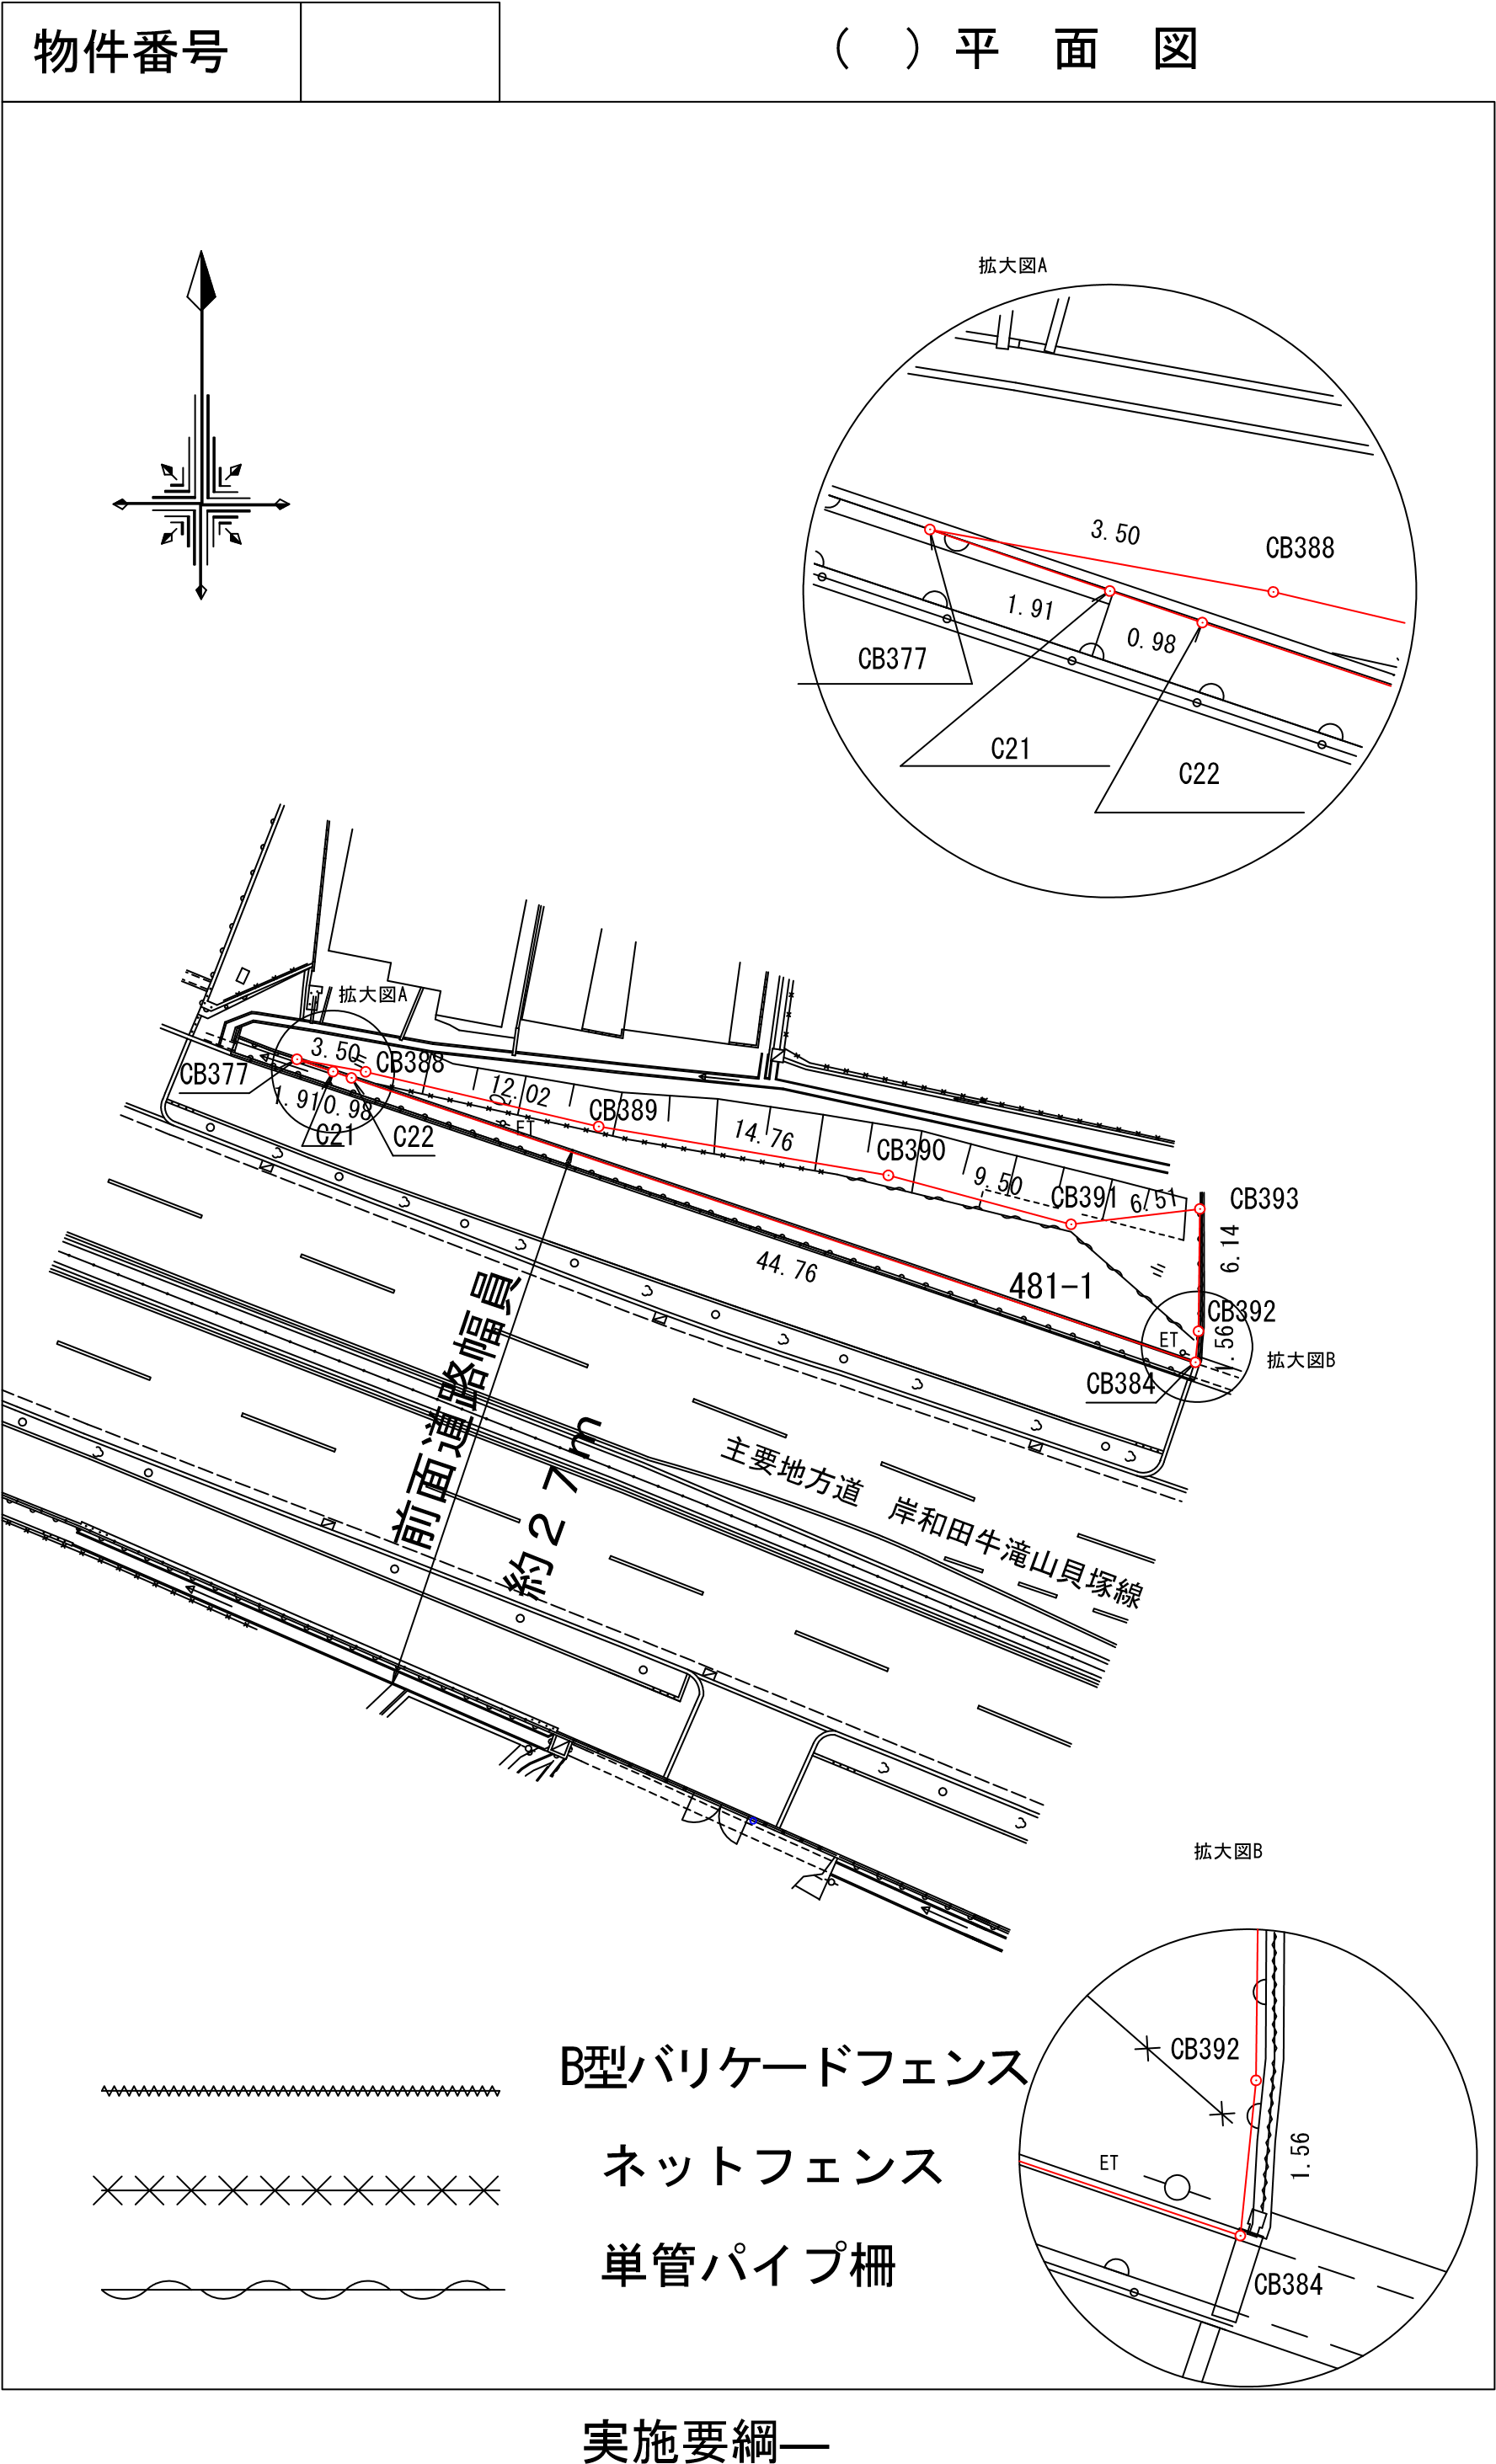 物件番号
(　)平　面　図
拡大図A
3.50
CB388
1.91
0.98
CB377
C21
C22
拡大図A
3.50
CB388
CB377
1.91
0.98
C21
C22
12.02
CB389
ET
14.76
CB390
9.50
CB391
6.51
CB393
6.14
44.76
481-1
CB392
ET
1.56
拡大図B
CB384
前面道路幅員
約27m
主要地方道　岸和田牛滝山貝塚線
拡大図B
CB392
1.56
ET
CB384
B型バリケードフェンス
ネットフェンス
単管パイプ柵
実施要綱―